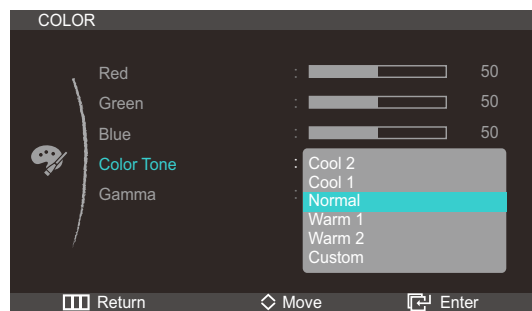 COLOR
Red : 50
Green : 50
Blue : 50
Color Tone : Cool 2
Cool 1
Gamma : Normal
Warm 1
Warm 2
Custom
Return Move Enter